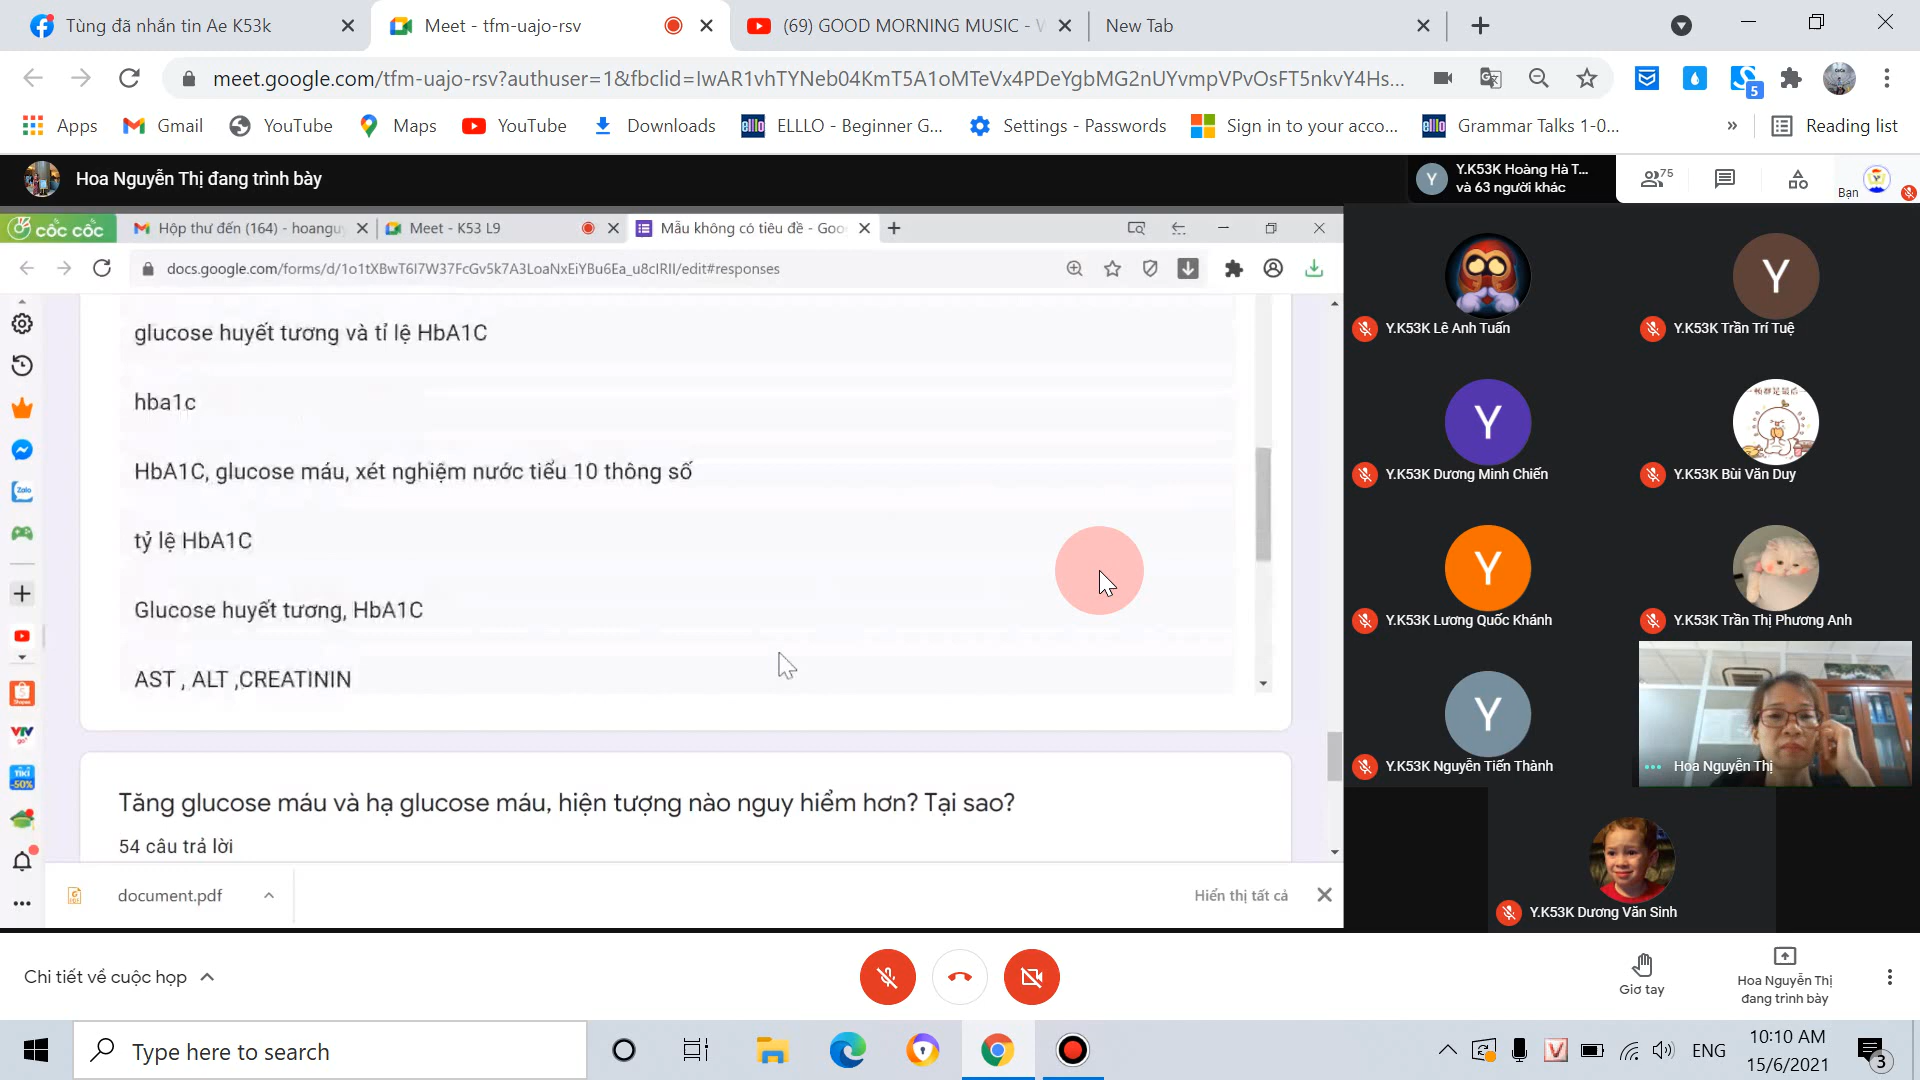 Tùng đã nhắn tin Ae K53k
Meet - tfm-uajo-rsv
(69) GOOD MORNING MUSIC -
New Tab
meet.google.com/tfm-uajo-rsv?authuser=1&fbclid=IwAR1vhTYNeb04KmT5A1oMTeVx4PDeYgbMG2nUYvmpVPvOsFT5nkvY4Hs...
5
Apps
Gmail
YouTube
Maps
YouTube
Downloads
elllo
ELLLO - Beginner G...
Settings - Passwords
Sign in to your acco...
elllo
Grammar Talks 1-0...
»
Reading list
Hoa Nguyễn Thị đang trình bày
Y
Y.K53K Hoàng Hà T...
và 63 người khác
75
Bạn
cốc cốc
Hộp thư đến (164) - hoangu
Meet - K53 L9
Mẫu không có tiêu đề - Goo
docs.google.com/forms/d/1o1tXBwT6I7W37FcGv5k7A3LoaNxEiYBu6Ea_u8cIRII/edit#responses
glucose huyết tương và tỉ lệ HbA1C
hba1c
HbA1C, glucose máu, xét nghiệm nước tiểu 10 thông số
tỷ lệ HbA1C
Glucose huyết tương, HbA1C
AST , ALT ,CREATININ
Tăng glucose máu và hạ glucose máu, hiện tượng nào nguy hiểm hơn? Tại sao?
54 câu trả lời
Zalo
VTV
go
TIKI
-50%
document.pdf
Hiển thị tất cả
Y.K53K Lê Anh Tuấn
Y
Y.K53K Trần Trí Tuệ
Y
Y.K53K Dương Minh Chiến
Y.K53K Bùi Văn Duy
Y
Y.K53K Lương Quốc Khánh
Y.K53K Trần Thị Phương Anh
Y
Y.K53K Nguyễn Tiến Thành
Hoa Nguyễn Thị
Y.K53K Dương Văn Sinh
Chi tiết về cuộc họp
Giơ tay
Hoa Nguyễn Thị
đang trình bày
Type here to search
V
ENG
10:10 AM
15/6/2021
3